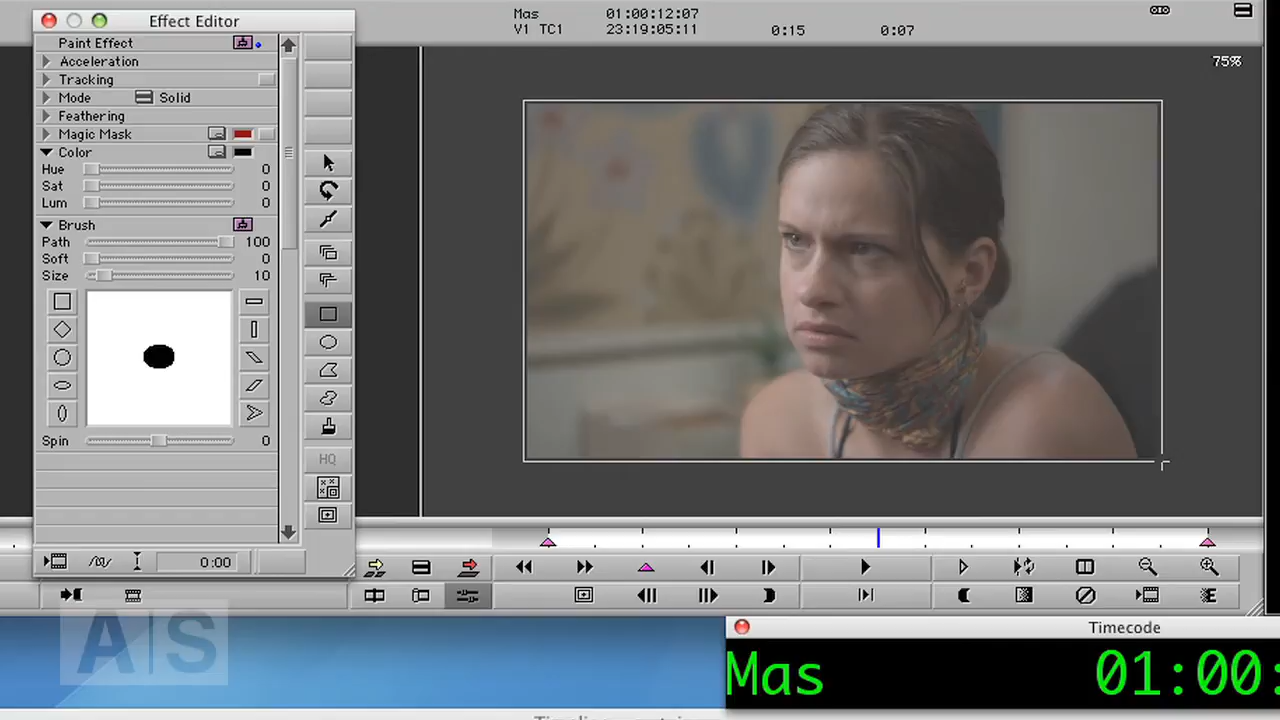 Effect Editor
Mas 01:00:12:07
V1 TC1 23:19:05:11 0:15 0:07
75%
Paint Effect
Acceleration
Tracking
Mode Solid
Feathering
Magic Mask
Color
Hue 0
Sat 0
Lum 0
Brush
Path 100
Soft 0
Size 10
Spin 0
HQ
0:00
A|S
Timecode
Mas 01:00: